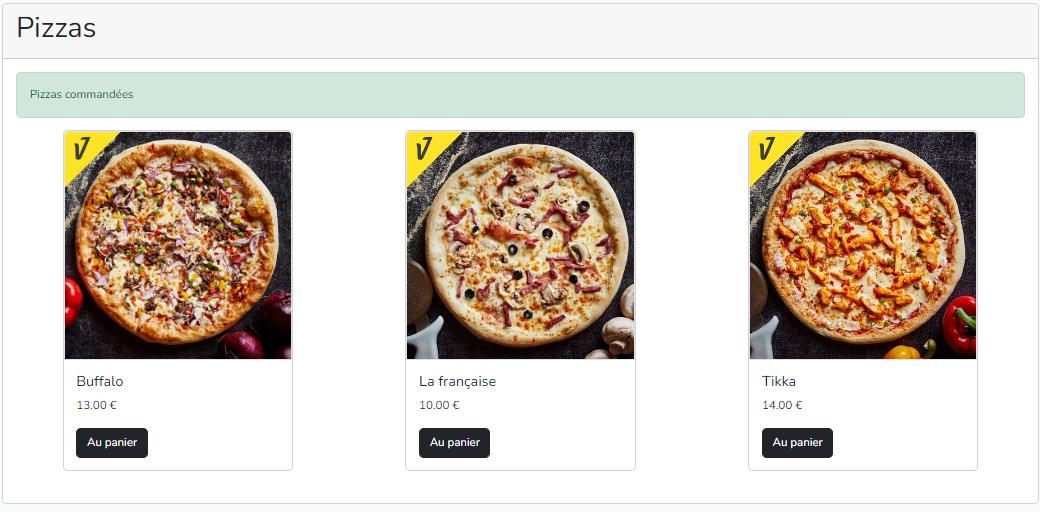 Pizzas
Pizzas commandées
V
V
V
Buffalo
La française
Tikka
13.00 €
10.00 €
14.00 €
Au panier
Au panier
Au panier